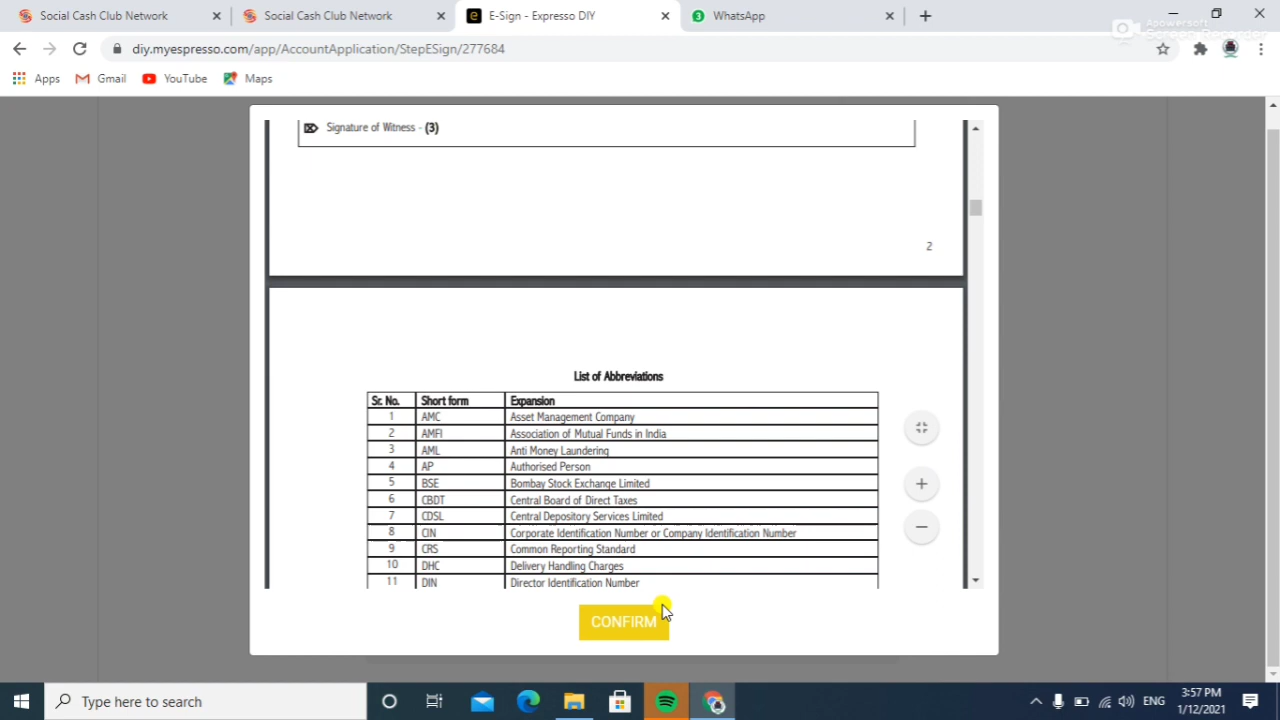 Social Cash Club Network
Social Cash Club Network
E-Sign - Expresso DIY
3
WhatsApp
Apowersoft
Screen Recorder
diy.myespresso.com/app/AccountApplication/StepESign/277684
Apps
Gmail
YouTube
Maps
Signature of Witness - (3)
2
List of Abbreviations
Sr. No. Short form Expansion
1 AMC Asset Management Company
2 AMFI Association of Mutual Funds in India
3 AML Anti Money Laundering
4 AP Authorised Person
5 BSE Bombay Stock Exchange Limited
6 CBDT Central Board of Direct Taxes
7 CDSL Central Depository Services Limited
8 CIN Corporate Identification Number or Company Identification Number
9 CRS Common Reporting Standard
10 DHC Delivery Handling Charges
11 DIN Director Identification Number
CONFIRM
Type here to search
ENG
3:57 PM
1/12/2021